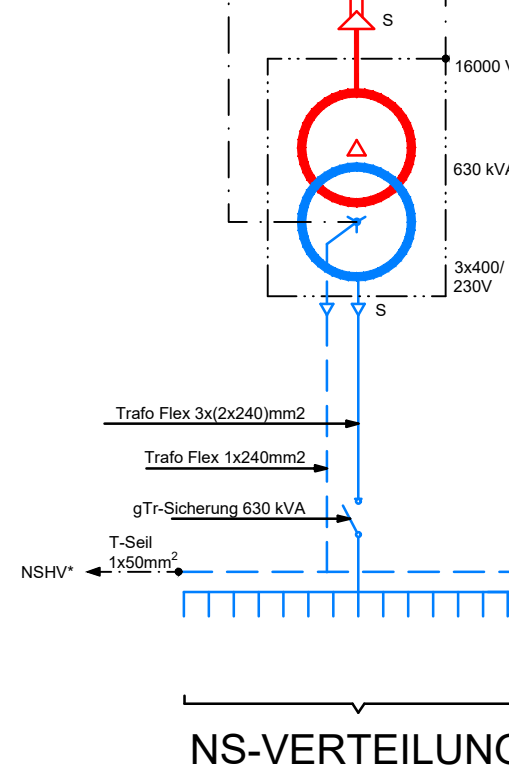 S
16000 V
630 kVA
3x400/
230V
S
Trafo Flex 3x(2x240)mm2
Trafo Flex 1x240mm2
gTr-Sicherung 630 kVA
T-Seil
1x50mm²
NSHV*
NS-VERTEILUNG